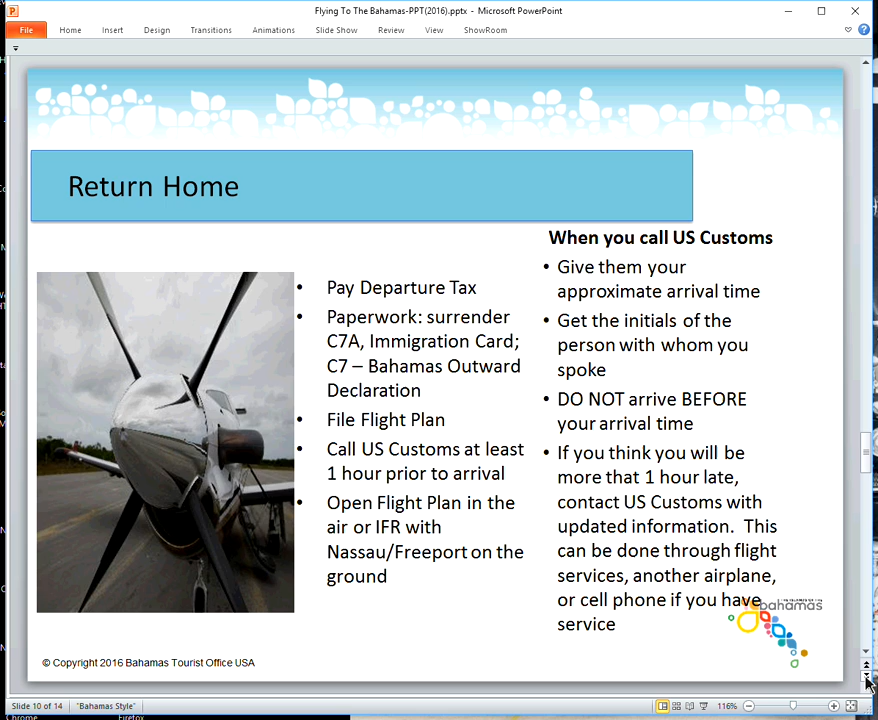 Flying To The Bahamas-PPT(2016).pptx - Microsoft PowerPoint
File Home Insert Design Transitions Animations Slide Show Review View ShowRoom
Return Home
• Pay Departure Tax
• Paperwork: surrender
C7A, Immigration Card;
C7 – Bahamas Outward
Declaration
• File Flight Plan
• Call US Customs at least
1 hour prior to arrival
• Open Flight Plan in the
air or IFR with
Nassau/Freeport on the
ground
When you call US Customs
• Give them your
approximate arrival time
• Get the initials of the
person with whom you
spoke
• DO NOT arrive BEFORE
your arrival time
• If you think you will be
more that 1 hour late,
contact US Customs with
updated information. This
can be done through flight
services, another airplane,
or cell phone if you have
service
bahamas
© Copyright 2016 Bahamas Tourist Office USA
Slide 10 of 14 "Bahamas Style" 116%
Chrome Firefox